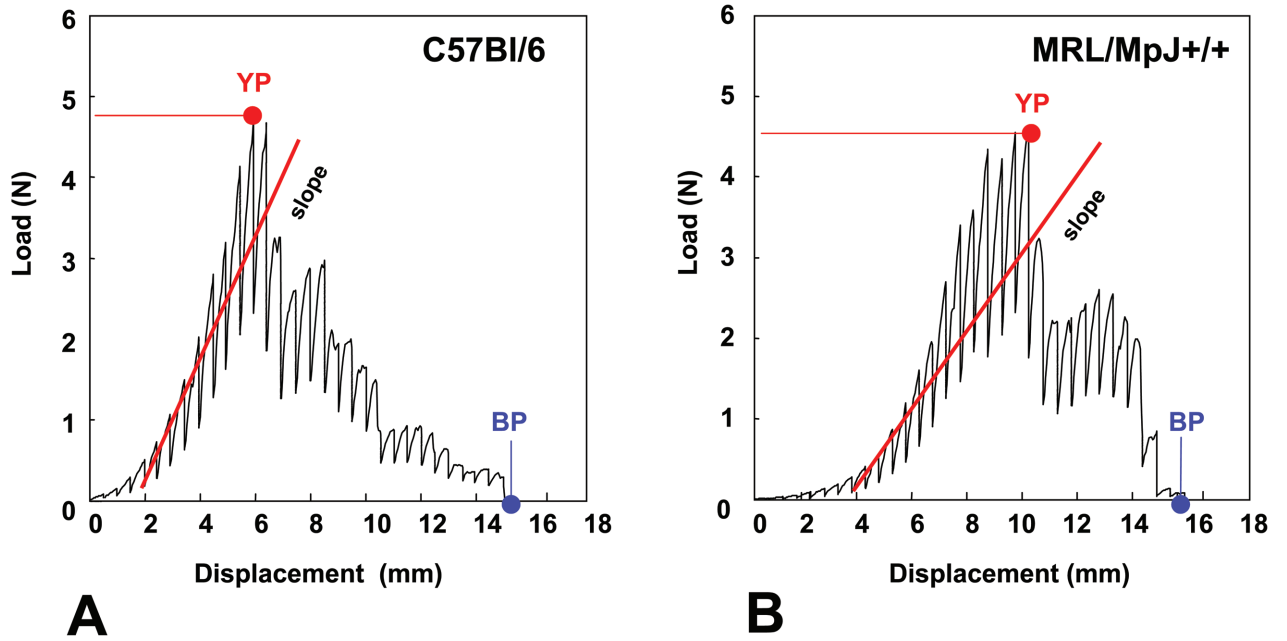 C57Bl/6
YP
slope
BP
Load (N)
6
5
4
3
2
1
0
0 2 4 6 8 10 12 14 16 18
Displacement (mm)
A
MRL/MpJ+/+
YP
slope
BP
Load (N)
6
5
4
3
2
1
0
0 2 4 6 8 10 12 14 16 18
Displacement (mm)
B